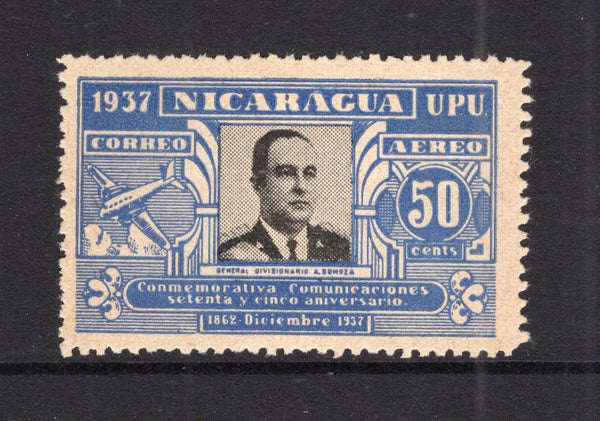 1937 NICARAGUA UPU
CORREO AEREO
50
cents
GENERAL DIVISIONARIO A. SOMOZA
Conmemorativa Comunicaciones
setenta y cinco aniversario.
1862-Diciembre-1937